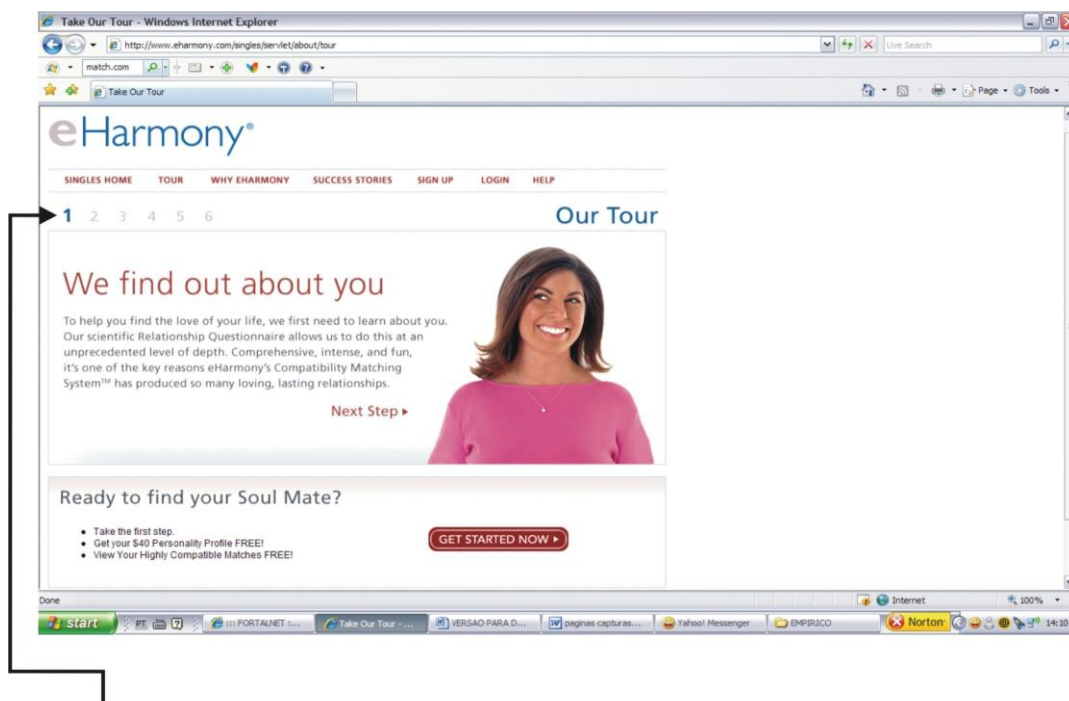 Take Our Tour - Windows Internet Explorer
http://www.eharmony.com/singles/servlet/about/tour
Live Search
match.com
Take Our Tour
Page
Tools
eHarmony®
SINGLES HOME TOUR WHY EHARMONY SUCCESS STORIES SIGN UP LOGIN HELP
1 2 3 4 5 6
Our Tour
We find out about you
To help you find the love of your life, we first need to learn about you.
Our scientific Relationship Questionnaire allows us to do this at an
unprecedented level of depth. Comprehensive, intense, and fun,
it's one of the key reasons eHarmony's Compatibility Matching
System™ has produced so many loving, lasting relationships.
Next Step
Ready to find your Soul Mate?
• Take the first step.
• Get your $40 Personality Profile FREE!
• View Your Highly Compatible Matches FREE!
GET STARTED NOW
Done
Internet
100%
start
PT
::: FORTALNET :...
Take Our Tour -...
VERSAO PARA D...
paginas capturas...
Yahoo! Messenger
EMPIRICO
Norton
14:10